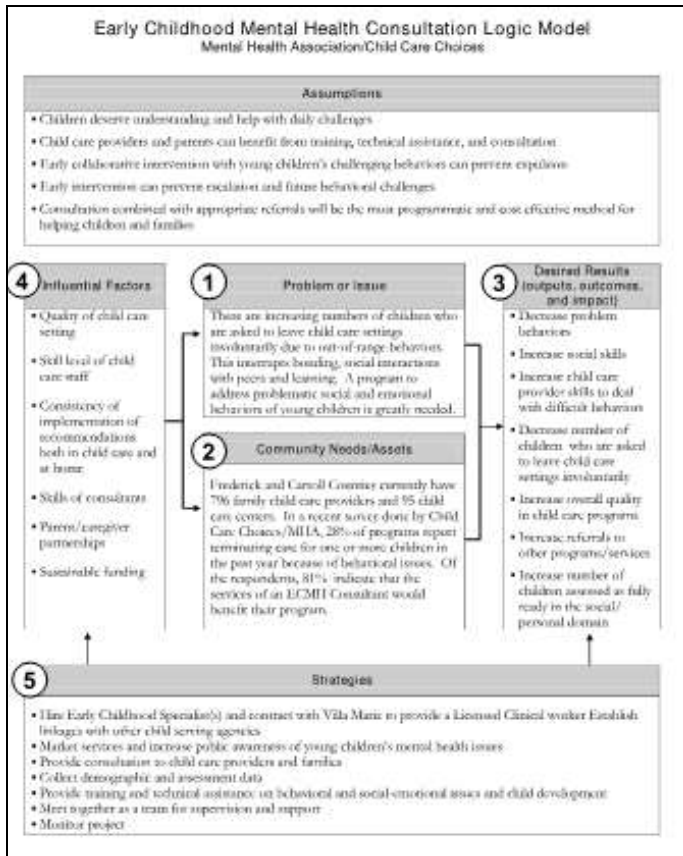 Early Childhood Mental Health Consultation Logic Model
Mental Health Association/Child Care Choices
Assumptions
• Children deserve understanding and help with daily challenges
• Child care providers and parents can benefit from training, technical assistance, and consultation
• Early collaborative intervention with young children's challenging behaviors can prevent expulsion
• Early intervention can prevent escalation and future behavioral challenges
• Consultation combined with appropriate referrals will be the most programmatic and cost effective method for
helping children and families
4
Influential Factors
• Quality of child care
setting
• Skill level of child
care staff
• Consistency of
implementation of
recommendations
both in child care and
at home
• Skills of consultants
• Parent/caregiver
partnerships
• Sustainable funding
1
Problem or Issue
There are increasing numbers of children who
are asked to leave child care settings
involuntarily due to out-of-range-behaviors.
This interrupts bonding, social interactions
with peers and learning. A program to
address problematic social and emotional
behaviors of young children is greatly needed.
2
Community Needs/Assets
Frederick and Carroll Counties currently have
796 family child care providers and 95 child
care centers. In a recent survey done by Child
Care Choices/MHA, 28% of programs report
terminating care for one or more children in
the past year because of behavioral issues. Of
the respondents, 81% indicate that the
services of an ECMH Consultant would
benefit their program.
3
Desired Results
(outputs, outcomes,
and impact)
• Decrease problem
behaviors
• Increase social skills
• Increase child care
provider skills to deal
with difficult behaviors
• Decrease number of
children who are asked
to leave child care
settings involuntarily
• Increase overall quality
in child care programs
• Increase referrals to
other programs/services
• Increase number of
children assessed as fully
ready in the social/
personal domain
5
Strategies
• Hire Early Childhood Specialist(s) and contract with Villa Maria to provide a Licensed Clinical worker Establish
linkages with other child serving agencies
• Market services and increase public awareness of young children's mental health issues
• Provide consultation to child care providers and families
• Collect demographic and assessment data
• Provide training and technical assistance on behavioral and social-emotional issues and child development
• Meet together as a team for supervision and support
• Monitor project